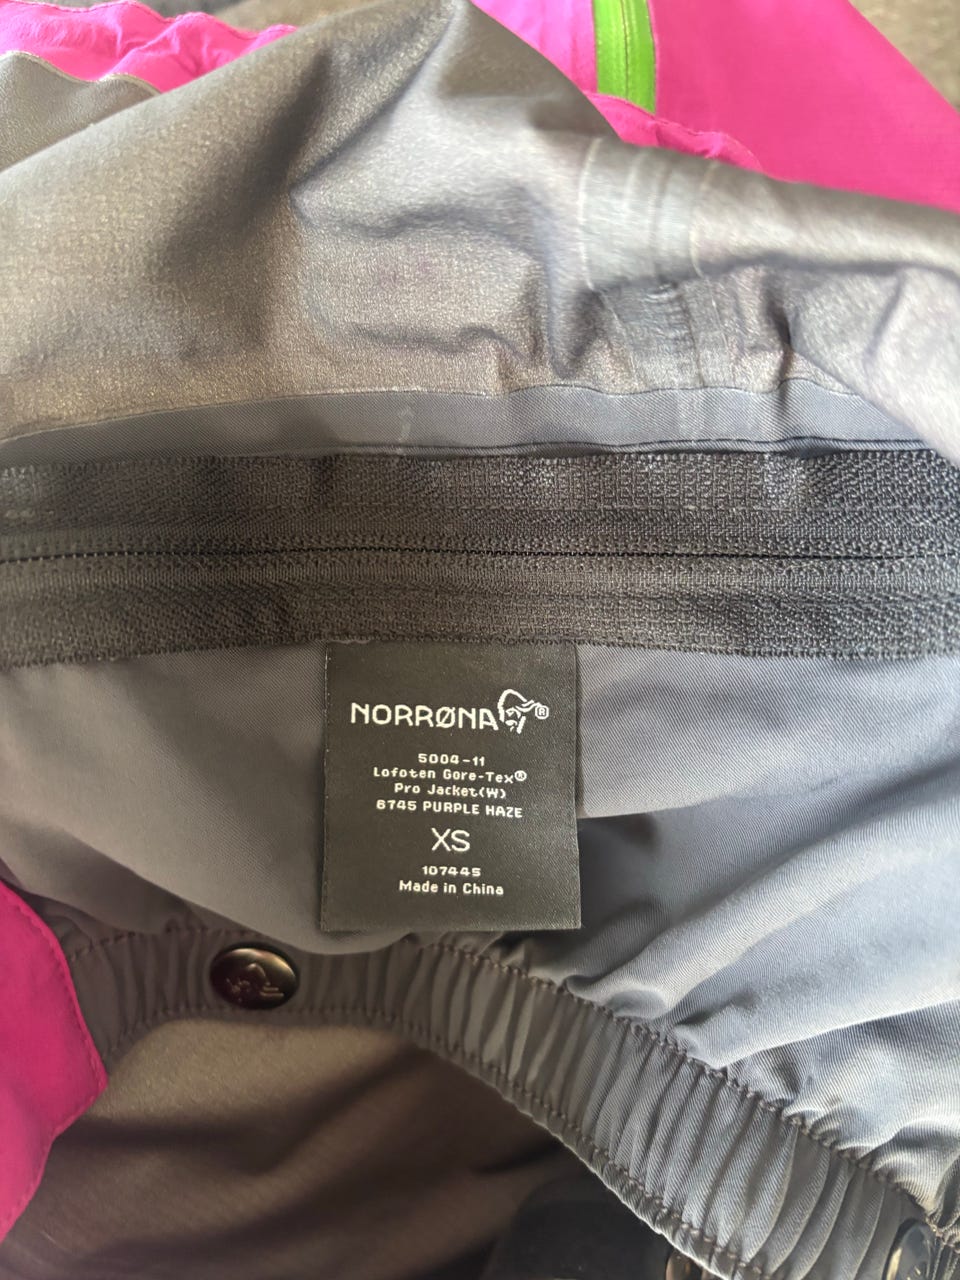 NORRØNA®
5004-11
Lofoten Gore-Tex®
Pro Jacket(W)
6745 PURPLE HAZE
XS
107445
Made in China